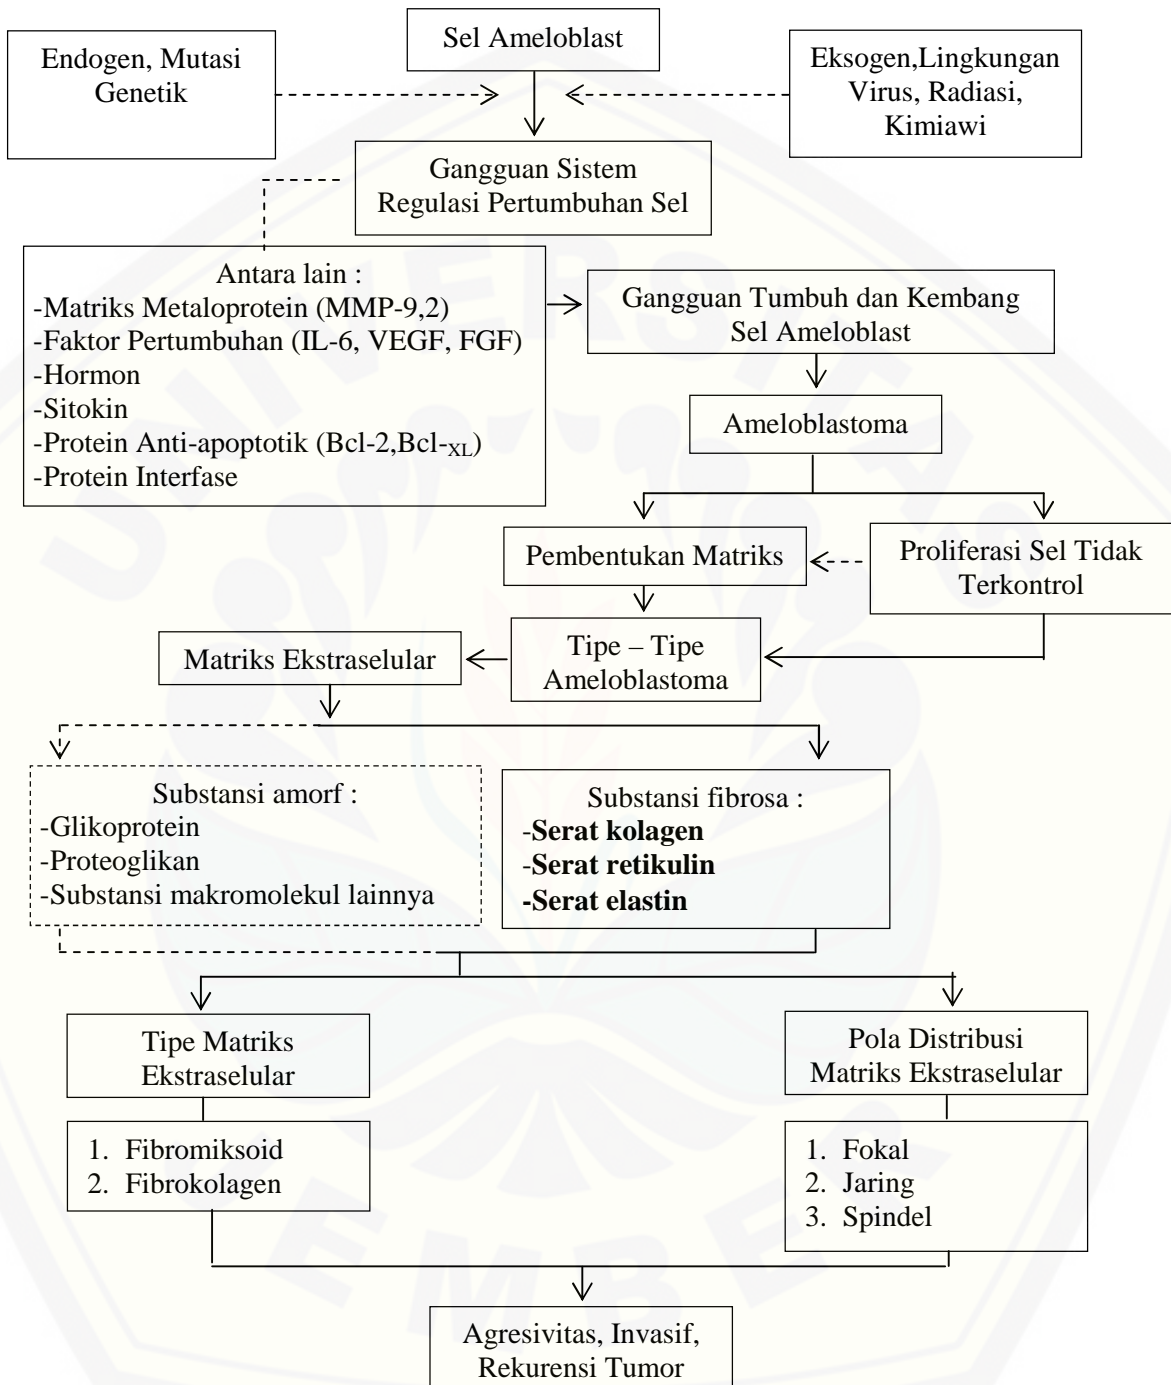 Sel Ameloblast
Endogen, Mutasi
Genetik
Eksogen,Lingkungan
Virus, Radiasi,
Kimiawi
Gangguan Sistem
Regulasi Pertumbuhan Sel
Antara lain :
-Matriks Metaloprotein (MMP-9,2)
-Faktor Pertumbuhan (IL-6, VEGF, FGF)
-Hormon
-Sitokin
-Protein Anti-apoptotik (Bcl-2,Bcl-XL)
-Protein Interfase
Gangguan Tumbuh dan Kembang
Sel Ameloblast
Ameloblastoma
Pembentukan Matriks
Proliferasi Sel Tidak
Terkontrol
Matriks Ekstraselular
Tipe – Tipe
Ameloblastoma
Substansi amorf :
-Glikoprotein
-Proteoglikan
-Substansi makromolekul lainnya
Substansi fibrosa :
-Serat kolagen
-Serat retikulin
-Serat elastin
Tipe Matriks
Ekstraselular
Pola Distribusi
Matriks Ekstraselular
1. Fibromiksoid
2. Fibrokolagen
1. Fokal
2. Jaring
3. Spindel
Agresivitas, Invasif,
Rekurensi Tumor
UNIVERSITAS
JEMBER